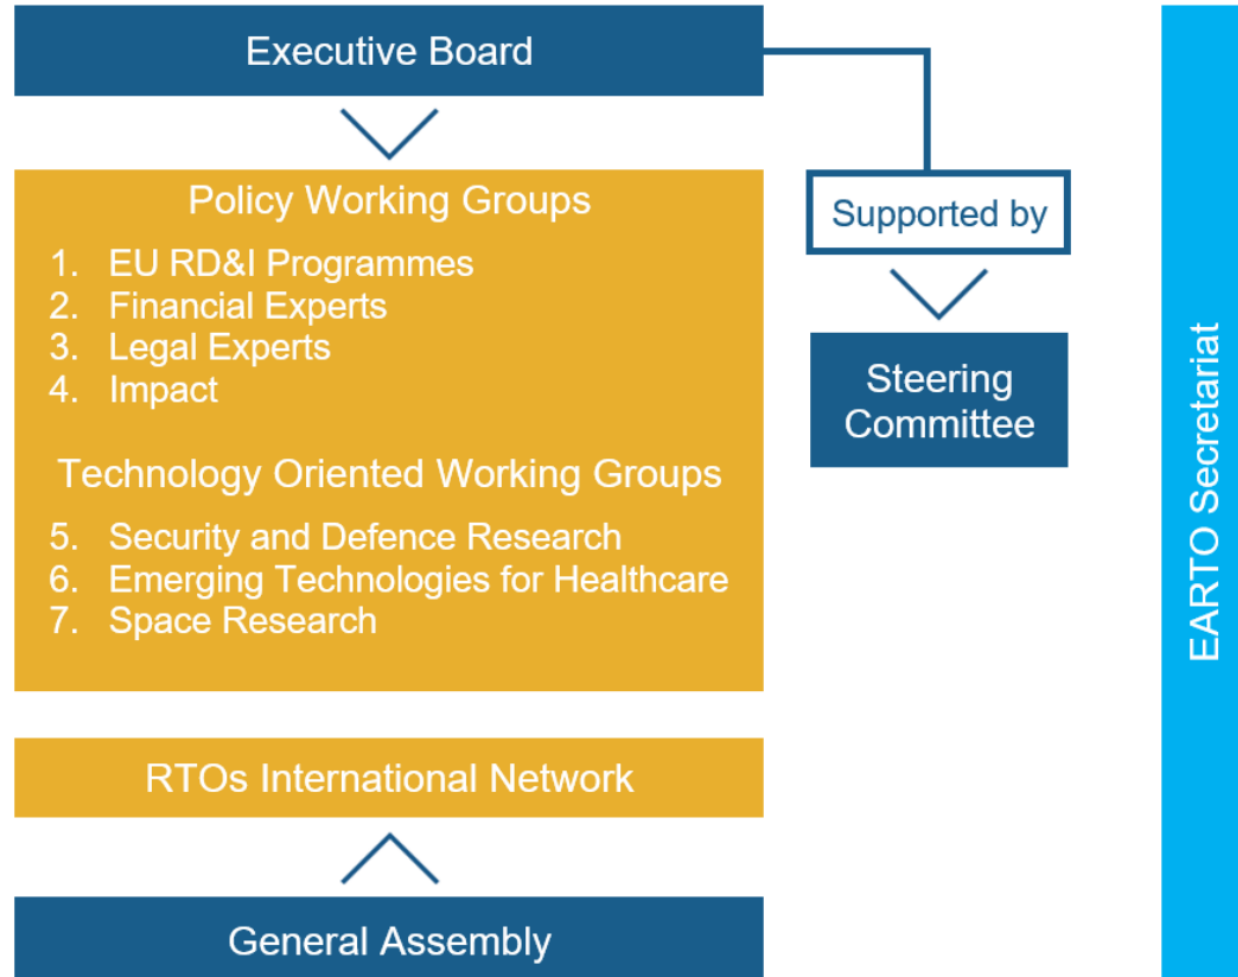 Executive Board
Policy Working Groups
1. EU RD&I Programmes
2. Financial Experts
3. Legal Experts
4. Impact
Technology Oriented Working Groups
5. Security and Defence Research
6. Emerging Technologies for Healthcare
7. Space Research
RTOs International Network
General Assembly
Supported by
Steering
Committee
EARTO Secretariat